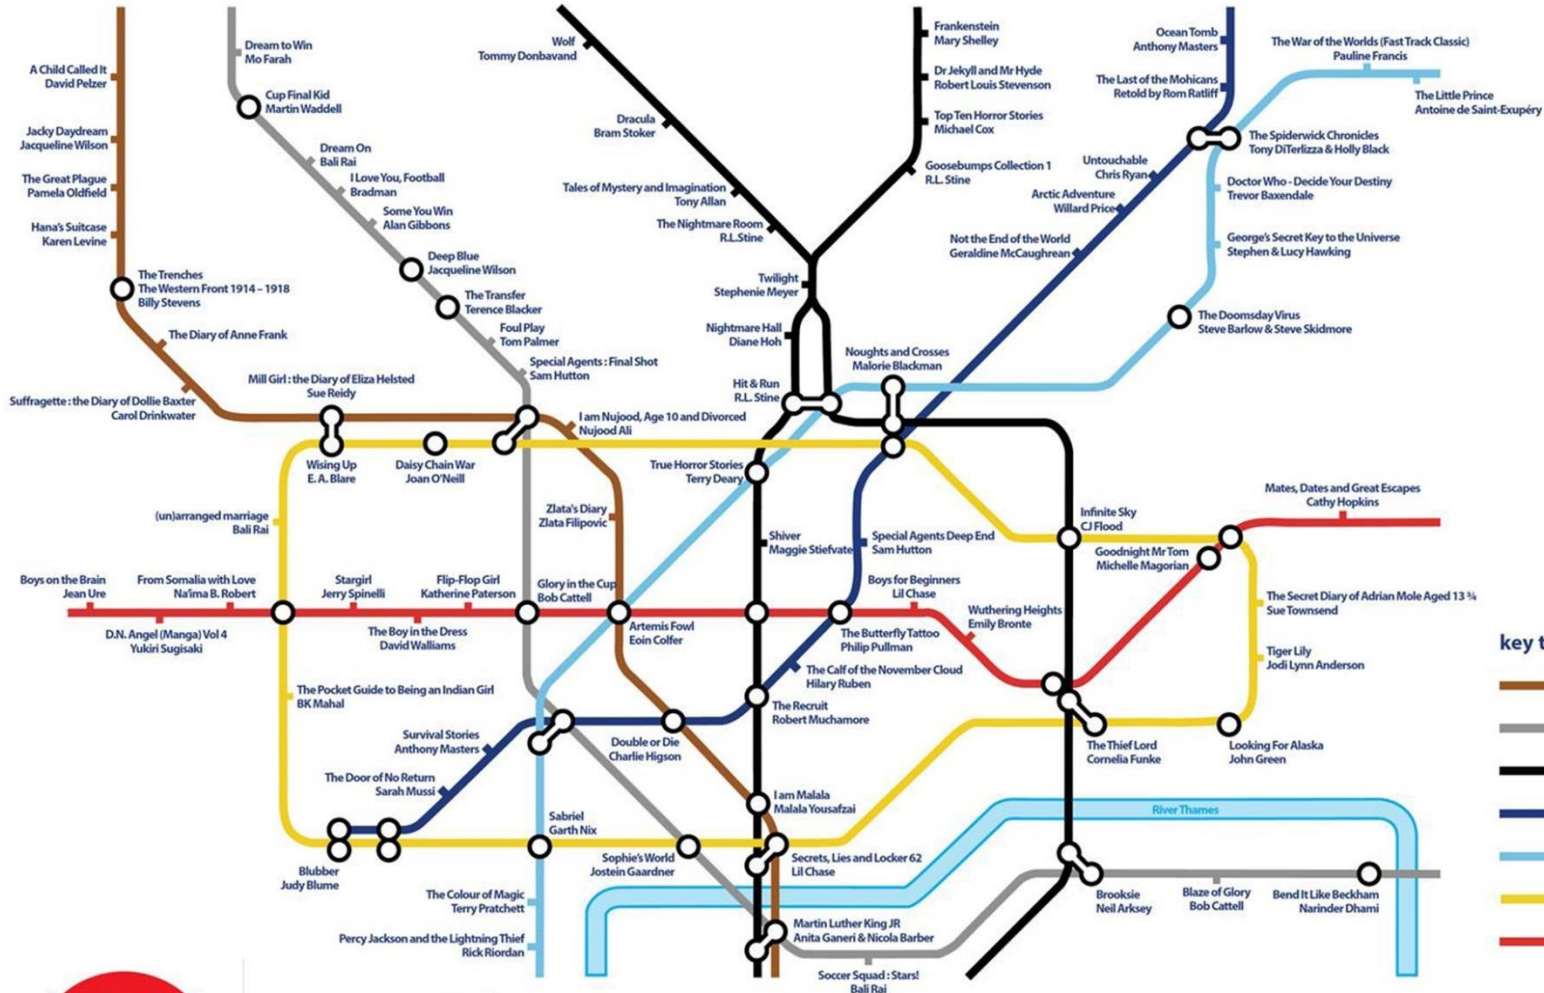 A Child Called It
David Pelzer
Jacky Daydream
Jacqueline Wilson
The Great Plague
Pamela Oldfield
Hana's Suitcase
Karen Levine
The Trenches
The Western Front 1914 – 1918
Billy Stevens
The Diary of Anne Frank
Suffragette : the Diary of Dollie Baxter
Carol Drinkwater
Mill Girl : the Diary of Eliza Helsted
Sue Reidy
Dream to Win
Mo Farah
Cup Final Kid
Martin Waddell
Dream On
Bali Rai
I Love You, Football
Bradman
Some You Win
Alan Gibbons
Deep Blue
Jacqueline Wilson
The Transfer
Terence Blacker
Foul Play
Tom Palmer
Special Agents : Final Shot
Sam Hutton
Wolf
Tommy Donbavand
Dracula
Bram Stoker
Tales of Mystery and Imagination
Tony Allan
The Nightmare Room
R.L.Stine
Twilight
Stephenie Meyer
Nightmare Hall
Diane Hoh
Hit & Run
R.L. Stine
Frankenstein
Mary Shelley
Dr Jekyll and Mr Hyde
Robert Louis Stevenson
Top Ten Horror Stories
Michael Cox
Goosebumps Collection 1
R.L. Stine
Ocean Tomb
Anthony Masters
The Last of the Mohicans
Retold by Rom Ratliff
Untouchable
Chris Ryan
Arctic Adventure
Willard Price
Not the End of the World
Geraldine McCaughrean
The War of the Worlds (Fast Track Classic)
Pauline Francis
The Little Prince
Antoine de Saint-Exupéry
The Spiderwick Chronicles
Tony DiTerlizza & Holly Black
Doctor Who - Decide Your Destiny
Trevor Baxendale
George's Secret Key to the Universe
Stephen & Lucy Hawking
The Doomsday Virus
Steve Barlow & Steve Skidmore
Noughts and Crosses
Malorie Blackman
I am Nujood, Age 10 and Divorced
Nujood Ali
Wising Up
E. A. Blare
Daisy Chain War
Joan O'Neill
True Horror Stories
Terry Deary
(un)arranged marriage
Bali Rai
Zlata's Diary
Zlata Filipovic
Shiver
Maggie Stiefvate
Special Agents Deep End
Sam Hutton
Infinite Sky
CJ Flood
Goodnight Mr Tom
Michelle Magorian
Mates, Dates and Great Escapes
Cathy Hopkins
Boys on the Brain
Jean Ure
From Somalia with Love
Na'ima B. Robert
Stargirl
Jerry Spinelli
Flip-Flop Girl
Katherine Paterson
Glory in the Cup
Bob Cattell
Boys for Beginners
Lil Chase
Wuthering Heights
Emily Bronte
The Secret Diary of Adrian Mole Aged 13 ¾
Sue Townsend
D.N. Angel (Manga) Vol 4
Yukiri Sugisaki
The Boy in the Dress
David Walliams
Artemis Fowl
Eoin Colfer
The Butterfly Tattoo
Philip Pullman
The Calf of the November Cloud
Hilary Ruben
Tiger Lily
Jodi Lynn Anderson
key t
The Pocket Guide to Being an Indian Girl
BK Mahal
Survival Stories
Anthony Masters
The Door of No Return
Sarah Mussi
Double or Die
Charlie Higson
The Recruit
Robert Muchamore
The Thief Lord
Cornelia Funke
Looking For Alaska
John Green
I am Malala
Malala Yousafzai
River Thames
Blubber
Judy Blume
Sabriel
Garth Nix
Sophie's World
Jostein Gaardner
Secrets, Lies and Locker 62
Lil Chase
The Colour of Magic
Terry Pratchett
Percy Jackson and the Lightning Thief
Rick Riordan
Martin Luther King JR
Anita Ganeri & Nicola Barber
Soccer Squad : Stars!
Bali Rai
Brooksie
Neil Arksey
Blaze of Glory
Bob Cattell
Bend It Like Beckham
Narinder Dhami